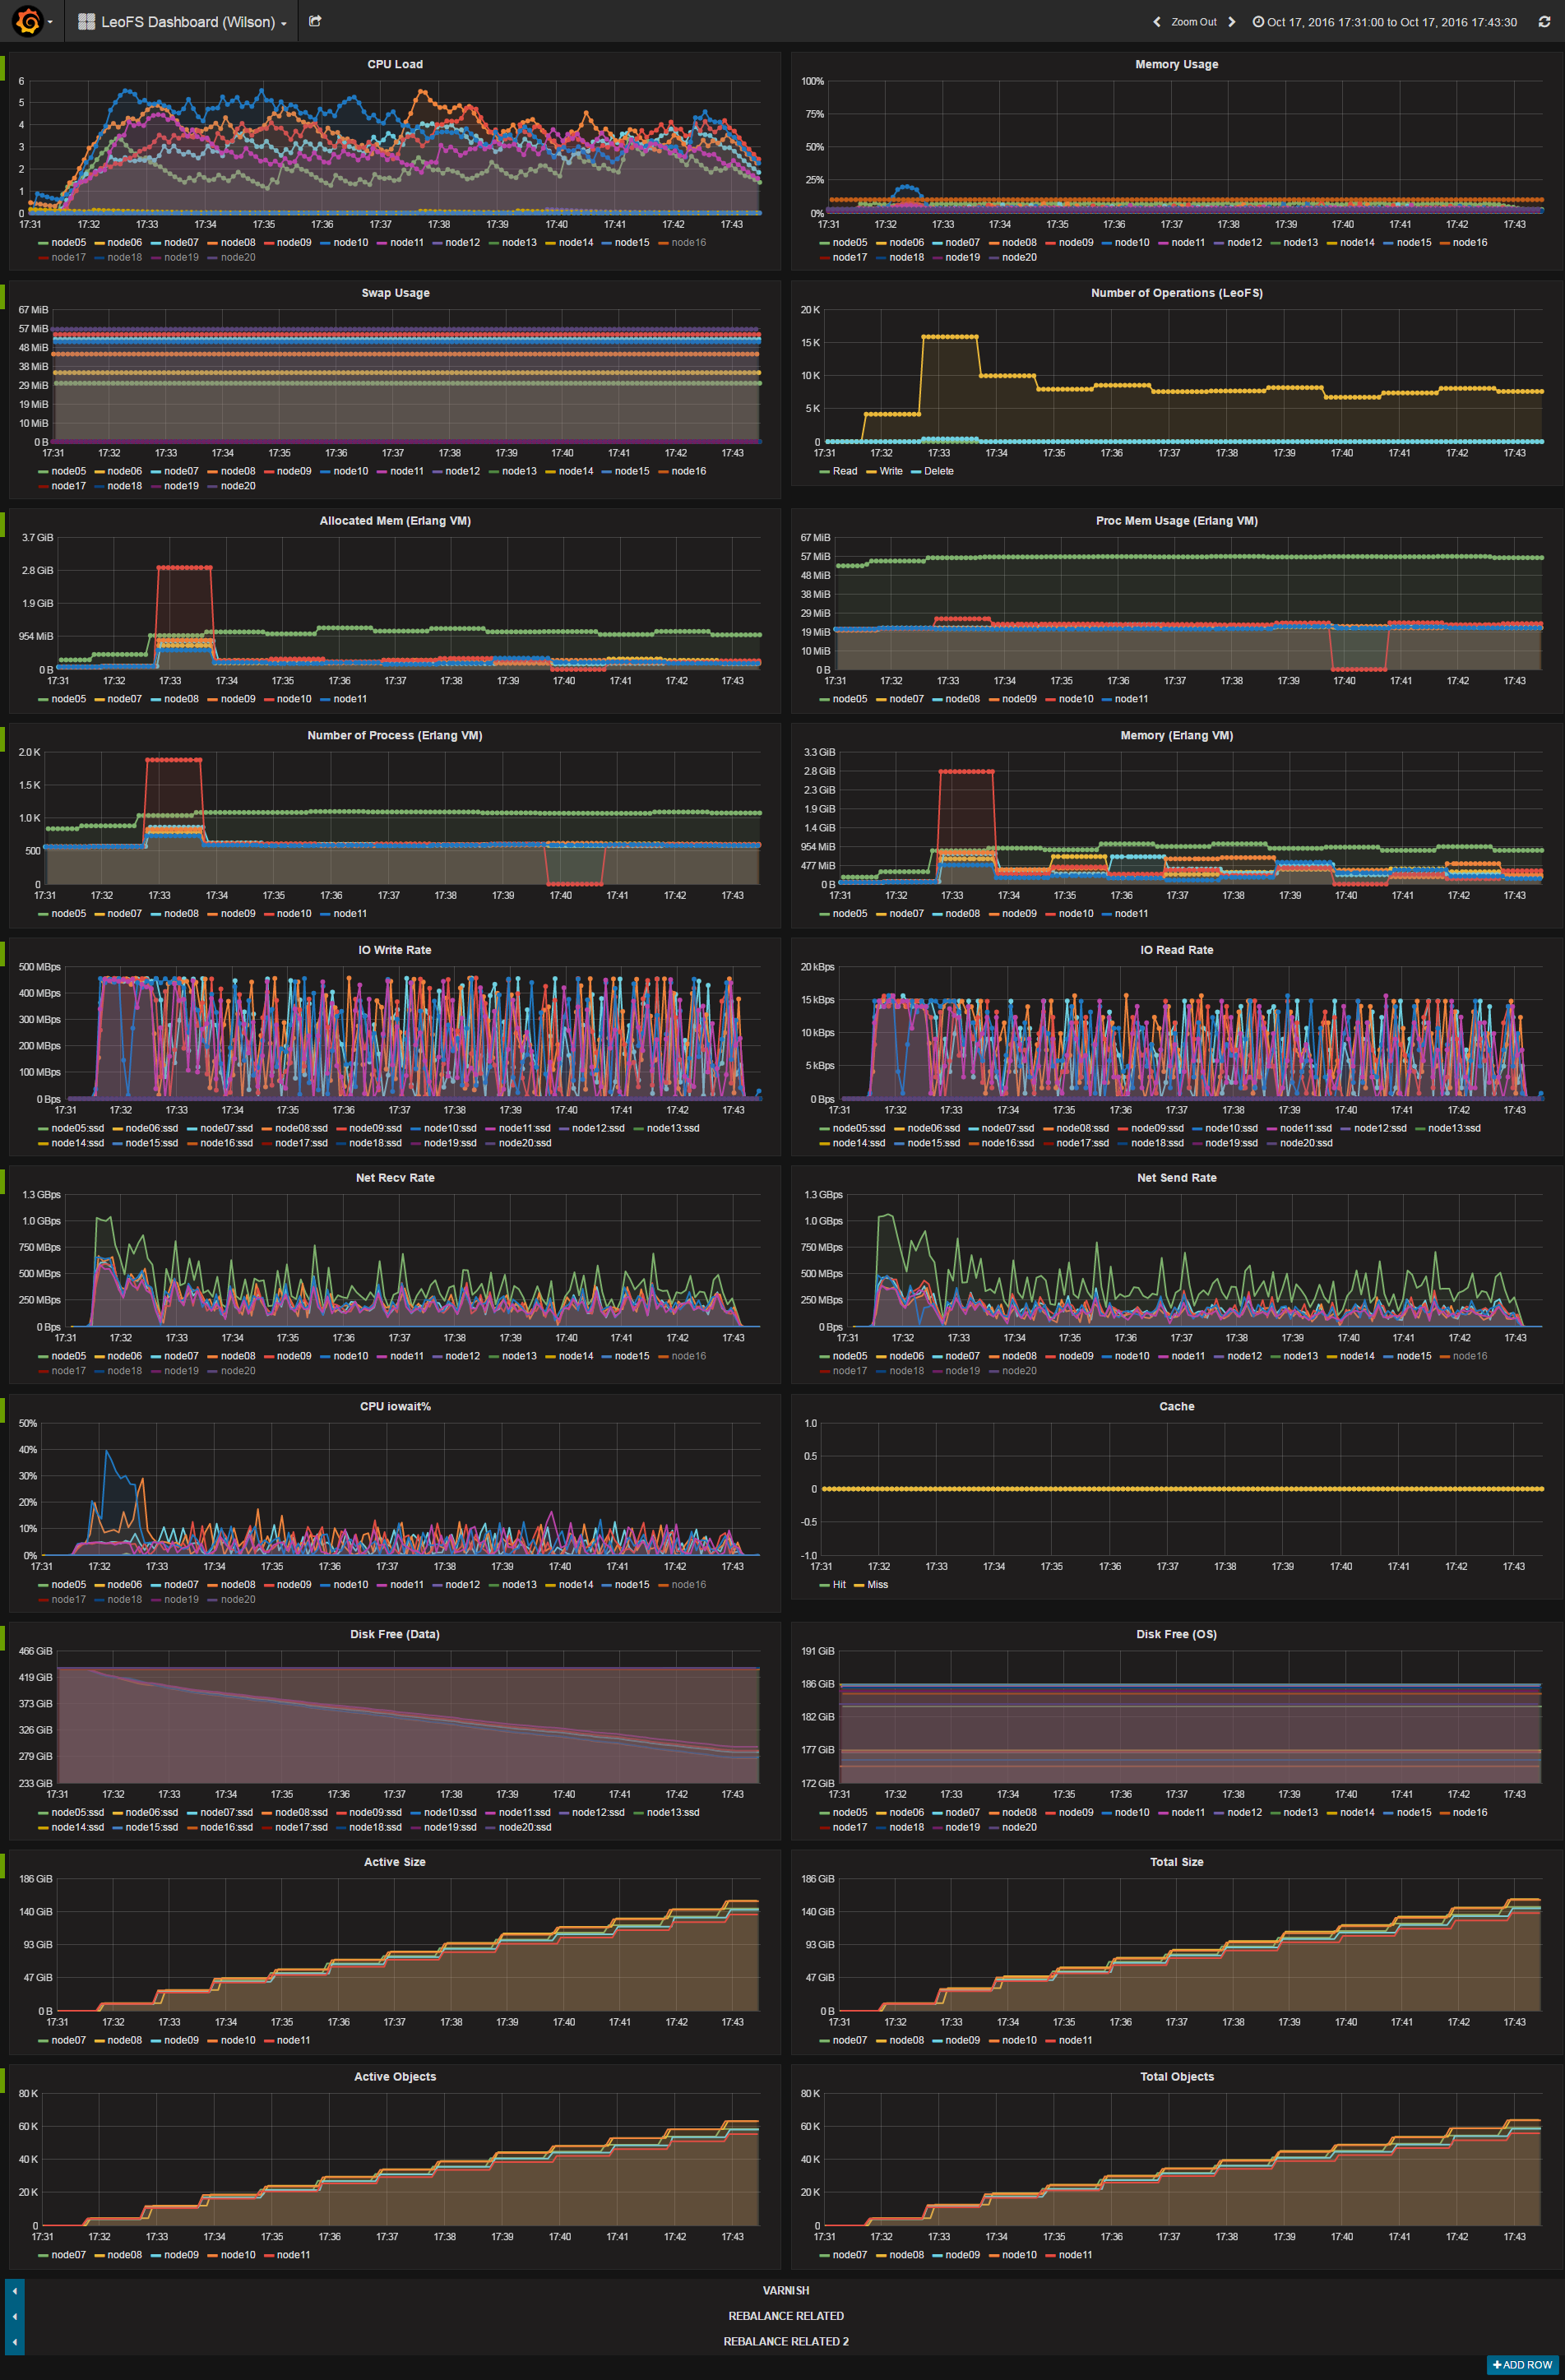 LeoFS Dashboard (Wilson)
Zoom Out
Oct 17, 2016 17:31:00 to Oct 17, 2016 17:43:30
CPU Load
6
5
4
3
2
1
0
17:31 17:32 17:33 17:34 17:35 17:36 17:37 17:38 17:39 17:40 17:41 17:42 17:43
node05 node06 node07 node08 node09 node10 node11 node12 node13 node14 node15 node16
node17 node18 node19 node20
Memory Usage
100%
75%
50%
25%
0%
17:31 17:32 17:33 17:34 17:35 17:36 17:37 17:38 17:39 17:40 17:41 17:42 17:43
node05 node06 node07 node08 node09 node10 node11 node12 node13 node14 node15 node16
node17 node18 node19 node20
Swap Usage
67 MiB
57 MiB
48 MiB
38 MiB
29 MiB
19 MiB
10 MiB
0 B
17:31 17:32 17:33 17:34 17:35 17:36 17:37 17:38 17:39 17:40 17:41 17:42 17:43
node05 node06 node07 node08 node09 node10 node11 node12 node13 node14 node15 node16
node17 node18 node19 node20
Number of Operations (LeoFS)
20 K
15 K
10 K
5 K
0
17:31 17:32 17:33 17:34 17:35 17:36 17:37 17:38 17:39 17:40 17:41 17:42 17:43
Read Write Delete
Allocated Mem (Erlang VM)
3.7 GiB
2.8 GiB
1.9 GiB
954 MiB
0 B
17:31 17:32 17:33 17:34 17:35 17:36 17:37 17:38 17:39 17:40 17:41 17:42 17:43
node05 node07 node08 node09 node10 node11
Proc Mem Usage (Erlang VM)
67 MiB
57 MiB
48 MiB
38 MiB
29 MiB
19 MiB
10 MiB
0 B
17:31 17:32 17:33 17:34 17:35 17:36 17:37 17:38 17:39 17:40 17:41 17:42 17:43
node05 node07 node08 node09 node10 node11
Number of Process (Erlang VM)
2.0 K
1.5 K
1.0 K
500
0
17:31 17:32 17:33 17:34 17:35 17:36 17:37 17:38 17:39 17:40 17:41 17:42 17:43
node05 node07 node08 node09 node10 node11
Memory (Erlang VM)
3.3 GiB
2.8 GiB
2.3 GiB
1.9 GiB
1.4 GiB
954 MiB
477 MiB
0 B
17:31 17:32 17:33 17:34 17:35 17:36 17:37 17:38 17:39 17:40 17:41 17:42 17:43
node05 node07 node08 node09 node10 node11
IO Write Rate
500 MBps
400 MBps
300 MBps
200 MBps
100 MBps
0 Bps
17:31 17:32 17:33 17:34 17:35 17:36 17:37 17:38 17:39 17:40 17:41 17:42 17:43
node05:ssd node06:ssd node07:ssd node08:ssd node09:ssd node10:ssd node11:ssd node12:ssd node13:ssd
node14:ssd node15:ssd node16:ssd node17:ssd node18:ssd node19:ssd node20:ssd
IO Read Rate
20 kBps
15 kBps
10 kBps
5 kBps
0 Bps
17:31 17:32 17:33 17:34 17:35 17:36 17:37 17:38 17:39 17:40 17:41 17:42 17:43
node05:ssd node06:ssd node07:ssd node08:ssd node09:ssd node10:ssd node11:ssd node12:ssd node13:ssd
node14:ssd node15:ssd node16:ssd node17:ssd node18:ssd node19:ssd node20:ssd
Net Recv Rate
1.3 GBps
1.0 GBps
750 MBps
500 MBps
250 MBps
0 Bps
17:31 17:32 17:33 17:34 17:35 17:36 17:37 17:38 17:39 17:40 17:41 17:42 17:43
node05 node06 node07 node08 node09 node10 node11 node12 node13 node14 node15 node16
node17 node18 node19 node20
Net Send Rate
1.3 GBps
1.0 GBps
750 MBps
500 MBps
250 MBps
0 Bps
17:31 17:32 17:33 17:34 17:35 17:36 17:37 17:38 17:39 17:40 17:41 17:42 17:43
node05 node06 node07 node08 node09 node10 node11 node12 node13 node14 node15 node16
node17 node18 node19 node20
CPU iowait%
50%
40%
30%
20%
10%
0%
17:31 17:32 17:33 17:34 17:35 17:36 17:37 17:38 17:39 17:40 17:41 17:42 17:43
node05 node06 node07 node08 node09 node10 node11 node12 node13 node14 node15 node16
node17 node18 node19 node20
Cache
1.0
0.5
0
-0.5
-1.0
17:31 17:32 17:33 17:34 17:35 17:36 17:37 17:38 17:39 17:40 17:41 17:42 17:43
Hit Miss
Disk Free (Data)
466 GiB
419 GiB
373 GiB
326 GiB
279 GiB
233 GiB
17:31 17:32 17:33 17:34 17:35 17:36 17:37 17:38 17:39 17:40 17:41 17:42 17:43
node05:ssd node06:ssd node07:ssd node08:ssd node09:ssd node10:ssd node11:ssd node12:ssd node13:ssd
node14:ssd node15:ssd node16:ssd node17:ssd node18:ssd node19:ssd node20:ssd
Disk Free (OS)
191 GiB
186 GiB
182 GiB
177 GiB
172 GiB
17:31 17:32 17:33 17:34 17:35 17:36 17:37 17:38 17:39 17:40 17:41 17:42 17:43
node05 node06 node07 node08 node09 node10 node11 node12 node13 node14 node15 node16
node17 node18 node19 node20
Active Size
186 GiB
140 GiB
93 GiB
47 GiB
0 B
17:31 17:32 17:33 17:34 17:35 17:36 17:37 17:38 17:39 17:40 17:41 17:42 17:43
node07 node08 node09 node10 node11
Total Size
186 GiB
140 GiB
93 GiB
47 GiB
0 B
17:31 17:32 17:33 17:34 17:35 17:36 17:37 17:38 17:39 17:40 17:41 17:42 17:43
node07 node08 node09 node10 node11
Active Objects
80 K
60 K
40 K
20 K
0
17:31 17:32 17:33 17:34 17:35 17:36 17:37 17:38 17:39 17:40 17:41 17:42 17:43
node07 node08 node09 node10 node11
Total Objects
80 K
60 K
40 K
20 K
0
17:31 17:32 17:33 17:34 17:35 17:36 17:37 17:38 17:39 17:40 17:41 17:42 17:43
node07 node08 node09 node10 node11
VARNISH
REBALANCE RELATED
REBALANCE RELATED 2
ADD ROW